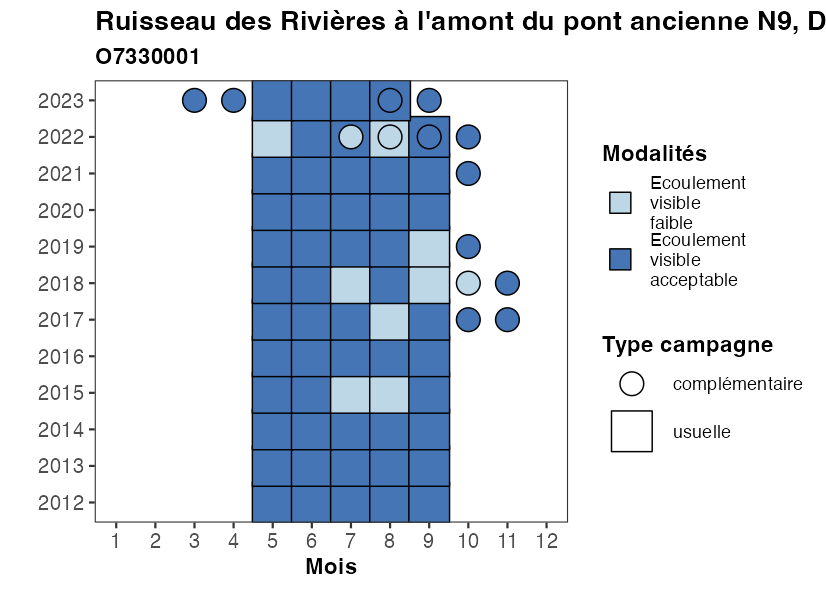 Ruisseau des Rivières à l'amont du pont ancienne N9, D
O7330001
2023
2022
2021
2020
2019
2018
2017
2016
2015
2014
2013
2012
1 2 3 4 5 6 7 8 9 10 11 12
Mois
Modalités
Ecoulement
visible
faible
Ecoulement
visible
acceptable
Type campagne
complémentaire
usuelle